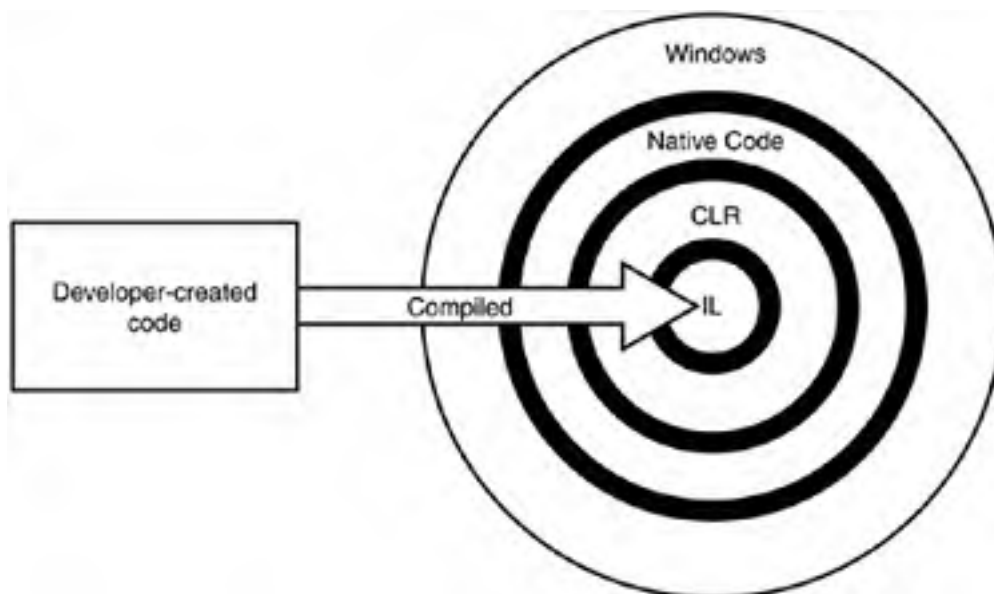 Windows
Native Code
CLR
Developer-created
code
Compiled
IL